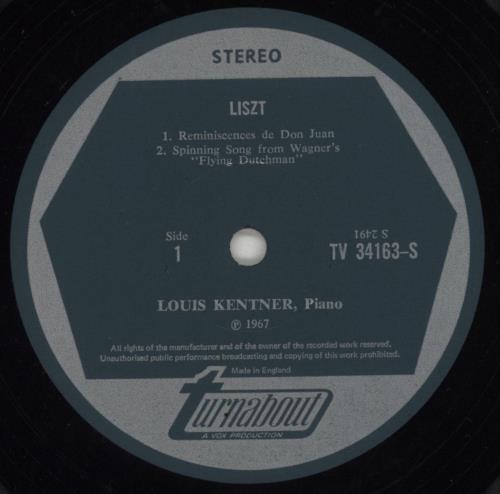 STEREO
LISZT
1. Reminiscences de Don Juan
2. Spinning Song from Wagner's
"Flying Dutchman"
Side
1
S 2491
TV 34163-S
LOUIS KENTNER, Piano
℗ 1967
All rights of the manufacturer and of the owner of the recorded work reserved.
Unauthorised public performance broadcasting and copying of this work prohibited.
Made in England
turnabout
A VOX PRODUCTION